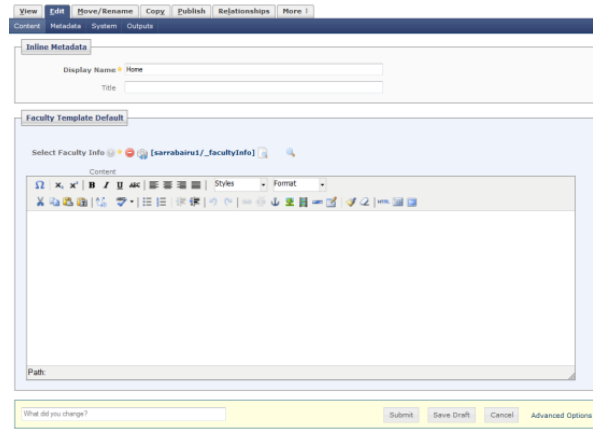 View Edit Move/Rename Copy Publish Relationships More
Content Metadata System Outputs
Inline Metadata
Display Name * Home
Title
Faculty Template Default
Select Faculty Info * [sarrabairu1/_facultyInfo]
Content
Ω x, x' B I U ABC Styles Format
HTML
Path:
What did you change? Submit Save Draft Cancel Advanced Options